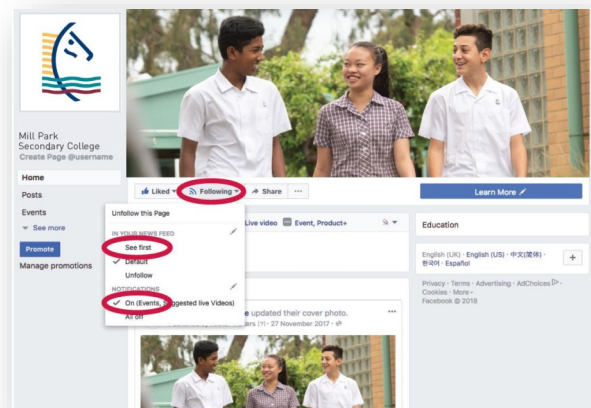 Mill Park
Secondary College
Create Page @username
Home
Posts
Events
See more
Promote
Manage promotions
Liked
Following
Share
Learn More
Unfollow this Page
IN YOUR NEWS FEED
See first
Default
Unfollow
NOTIFICATIONS
On (Events, Suggested live Videos)
All off
Live video
Event, Product+
updated their cover photo.
27 November 2017
Education
English (UK) · English (US) · 中文(简体) ·
한국어 · Español
Privacy · Terms · Advertising · AdChoices ·
Cookies · More
Facebook © 2018